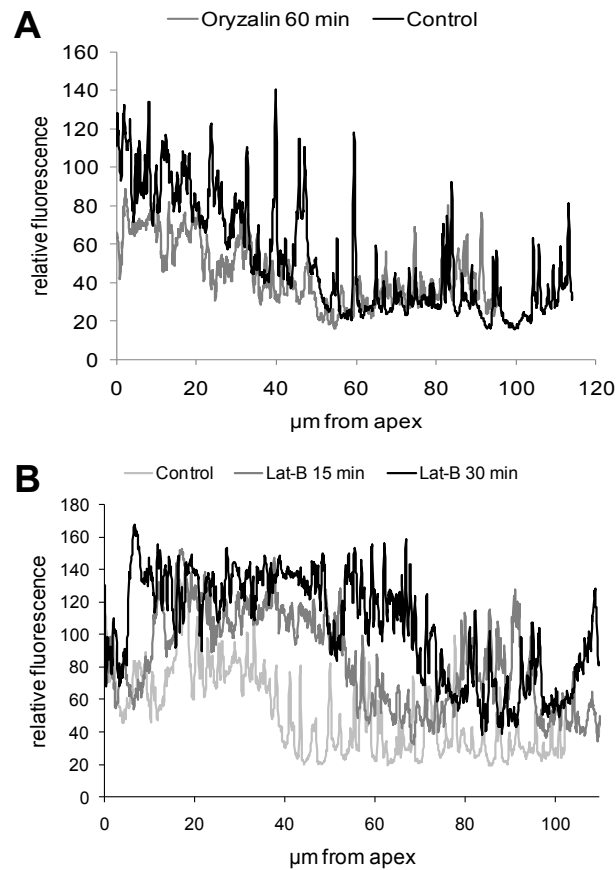 A
Oryzalin 60 min Control
160
140
120
100
80
60
40
20
0
relative fluorescence
0 20 40 60 80 100 120
µm from apex
B
Control Lat-B 15 min Lat-B 30 min
180
160
140
120
100
80
60
40
20
0
relative fluorescence
0 20 40 60 80 100
µm from apex